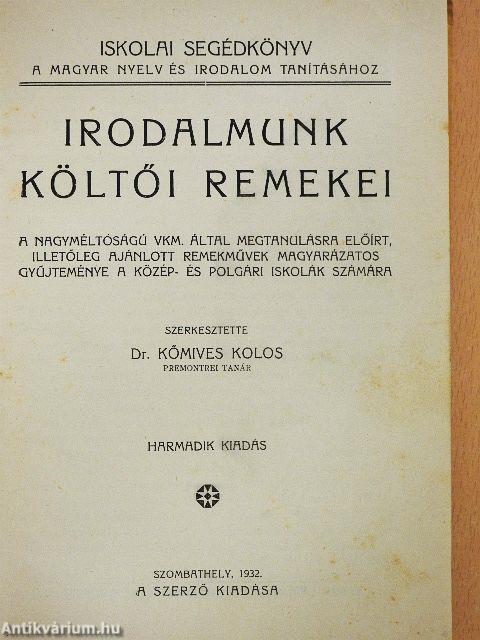 ISKOLAI SEGÉDKÖNYV
A MAGYAR NYELV ÉS IRODALOM TANÍTÁSÁHOZ
IRODALMUNK
KÖLTŐI REMEKEI
A NAGYMÉLTÓSÁGÚ VKM. ÁLTAL MEGTANULÁSRA ELŐÍRT,
ILLETŐLEG AJÁNLOTT REMEKMŰVEK MAGYARÁZATOS
GYŰJTEMÉNYE A KÖZÉP- ÉS POLGÁRI ISKOLÁK SZÁMÁRA
SZERKESZTETTE
Dr. KŐMIVES KOLOS
PREMONTREI TANÁR
HARMADIK KIADÁS
SZOMBATHELY, 1932.
A SZERZŐ KIADÁSA
Antikvárium.hu